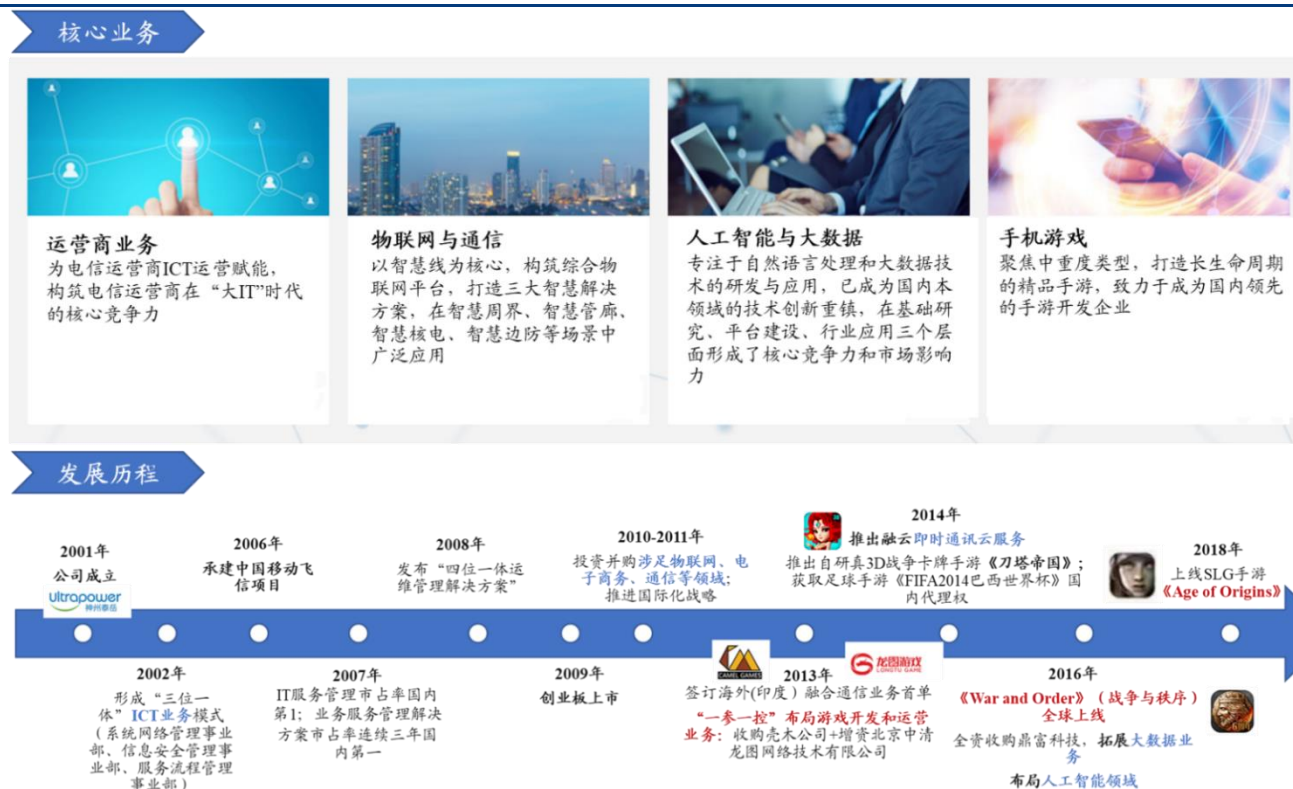 核心业务
运营商业务
为电信运营商ICT运营赋能，
构筑电信运营商在“大IT”时代
的核心竞争力
物联网与通信
以智慧线为核心，构筑综合物
联网平台，打造三大智慧解决
方案，在智慧周界、智慧管廊、
智慧核电、智慧边防等场景中
广泛应用
人工智能与大数据
专注于自然语言处理和大数据技
术的研发与应用，已成为国内本
领域的技术创新重镇，在基础研
究、平台建设、行业应用三个层
面形成了核心竞争力和市场影响
力
手机游戏
聚焦中重度类型，打造长生命周期
的精品手游，致力于成为国内领先
的手游开发企业
发展历程
2001年
公司成立
ultrapower
神州泰岳
2006年
承建中国移动飞
信项目
2008年
发布“四位一体运
维管理解决方案”
2010-2011年
投资并购涉足物联网、电
子商务、通信等领域；
推进国际化战略
2014年
推出融云即时通讯云服务
推出自研真3D战争卡牌手游《刀塔帝国》；
获取足球手游《FIFA2014巴西世界杯》国
内代理权
2018年
上线SLG手游
《Age of Origins》
2002年
形成“三位一
体”ICT业务模式
（系统网络管理事业
部、信息安全管理事
业部、服务流程管理
事业部）
2007年
IT服务管理市占率国内
第1；业务服务管理解决
方案市占率连续三年国
内第一
2009年
创业板上市
CAMEL GAMES
龙图游戏
LONGTU GAME
2013年
签订海外(印度）融合通信业务首单
“一参一控”布局游戏开发和运营
业务：收购壳木公司+增资北京中清
龙图网络技术有限公司
2016年
《War and Order》（战争与秩序）
全球上线
全资收购鼎富科技，拓展大数据业
务
布局人工智能领域